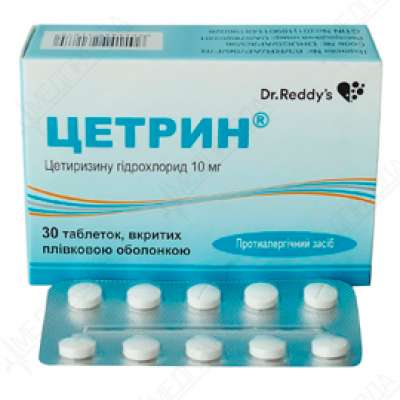 Dr.Reddy's
ЦЕТРИН®
Цетиризину гідрохлорид 10 мг
30 таблеток, вкритих
плівковою оболонкою
Протиалергічний засіб